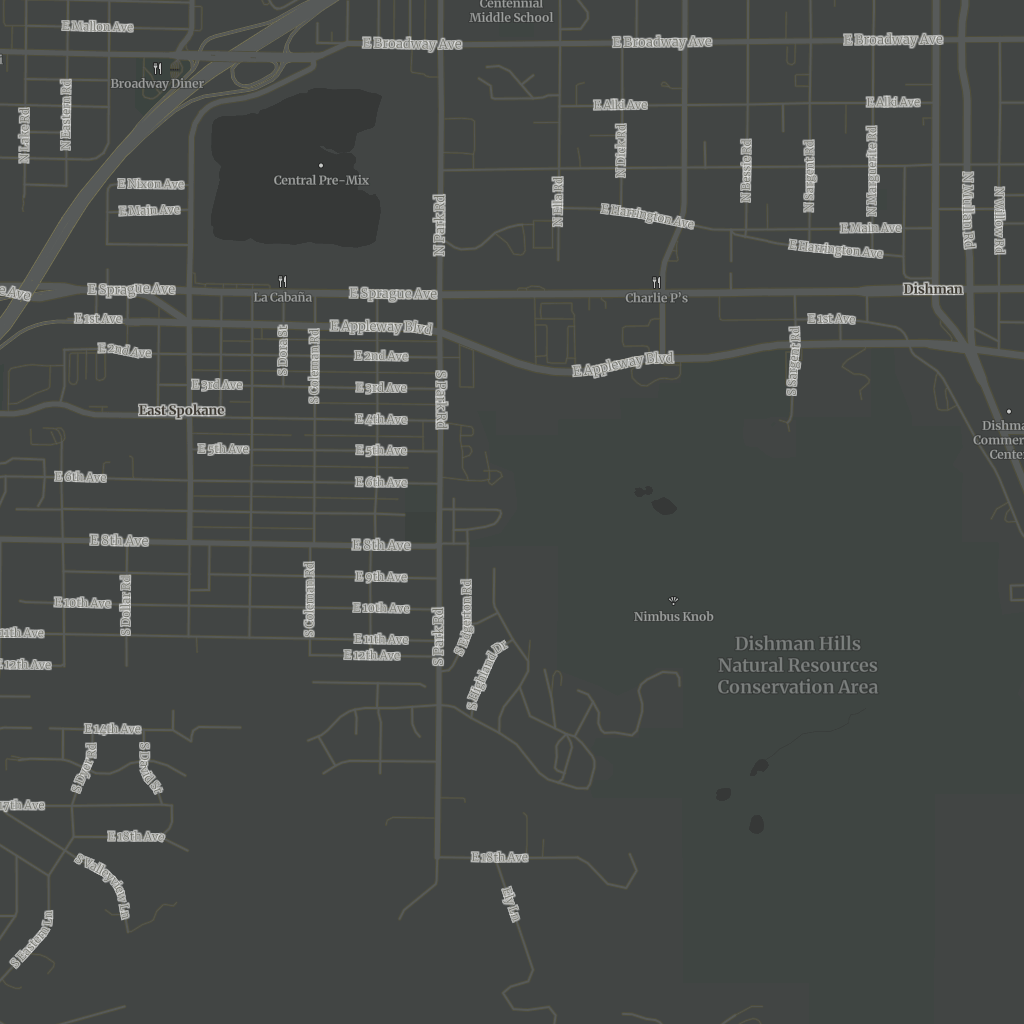 Centennial
Middle School
E Mallon Ave
E Broadway Ave
E Broadway Ave
E Broadway Ave
Broadway Diner
E Alki Ave
E Alki Ave
N Eastern Rd
N Lake Rd
N Dick Rd
N Bessie Rd
N Sargent Rd
N Marguerite Rd
Central Pre-Mix
E Nixon Ave
E Main Ave
N Park Rd
N Ella Rd
E Harrington Ave
E Main Ave
E Harrington Ave
N Mullan Rd
N Willow Rd
e Ave
E Sprague Ave
La Cabaña
E Sprague Ave
Charlie P's
Dishman
E 1st Ave
E Appleway Blvd
E 1st Ave
E 2nd Ave
S Dora St
S Coleman Rd
E 2nd Ave
E Appleway Blvd
S Sargent Rd
E 3rd Ave
E 3rd Ave
S Park Rd
East Spokane
E 4th Ave
Dishma
Commer
Center
E 5th Ave
E 5th Ave
E 6th Ave
E 6th Ave
E 8th Ave
E 8th Ave
E 9th Ave
E 10th Ave
S Dollar Rd
S Coleman Rd
E 10th Ave
S Edgerton Rd
Nimbus Knob
11th Ave
E 11th Ave
S Park Rd
E 12th Ave
E 12th Ave
Dishman Hills
Natural Resources
Conservation Area
S Highland Dr
E 14th Ave
S Dyer Rd
S David St
17th Ave
E 18th Ave
E 18th Ave
S Valleyview Ln
Ely Ln
S Eastern Ln